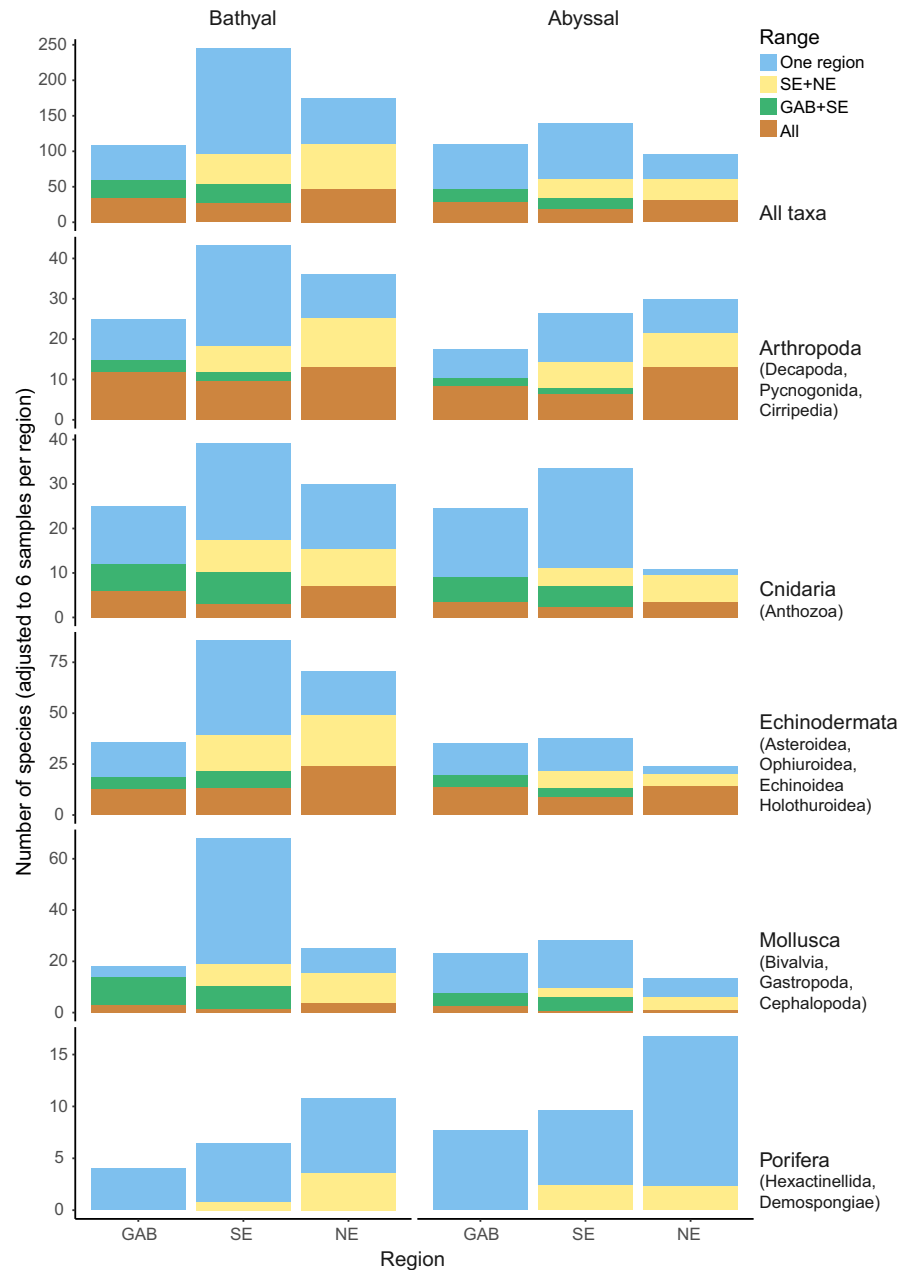 Bathyal
Abyssal
Range
One region
SE+NE
GAB+SE
All
250
200
150
100
50
0
All taxa
40
30
20
10
0
Arthropoda
(Decapoda,
Pycnogonida,
Cirripedia)
40
30
20
10
0
Cnidaria
(Anthozoa)
75
50
25
0
Echinodermata
(Asteroidea,
Ophiuroidea,
Echinoidea
Holothuroidea)
60
40
20
0
Mollusca
(Bivalvia,
Gastropoda,
Cephalopoda)
15
10
5
0
Porifera
(Hexactinellida,
Demospongiae)
Number of species (adjusted to 6 samples per region)
GAB SE NE GAB SE NE
Region